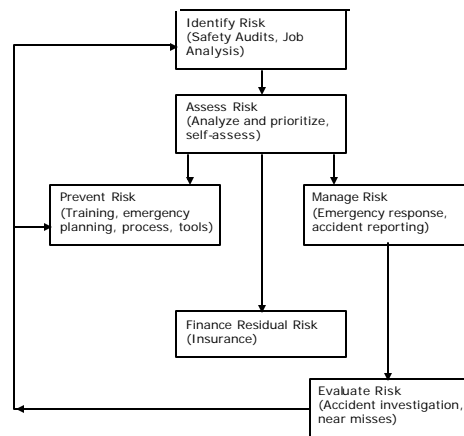 Identify Risk
(Safety Audits, Job
Analysis)
Assess Risk
(Analyze and prioritize,
self-assess)
Prevent Risk
(Training, emergency
planning, process, tools)
Manage Risk
(Emergency response,
accident reporting)
Finance Residual Risk
(Insurance)
Evaluate Risk
(Accident investigation,
near misses)